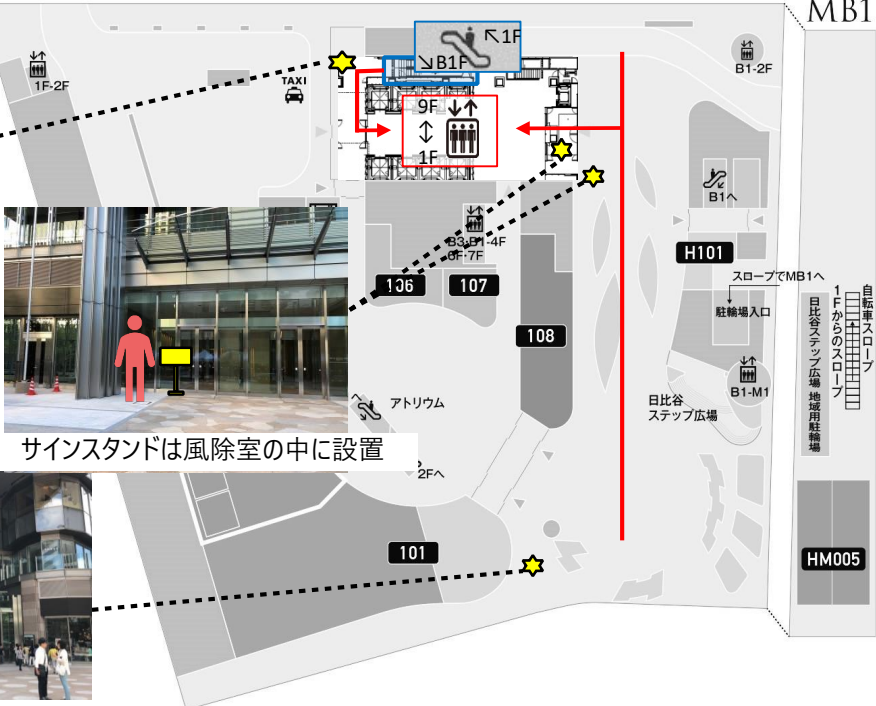 MB1
1F-2F
TAXI
↖1F
↘B1F
B1-2F
9F
↕
1F
B1へ
B3·B1-4F
6F·7F
H101
106
107
スロープでMB1へ
駐輪場入口
108
B1-M1
アトリウム
日比谷
ステップ広場
自転車スロープ
1Fからのスロープ
日比谷ステップ広場 地域用駐輪場
サインスタンドは風除室の中に設置
2Fへ
101
HM005